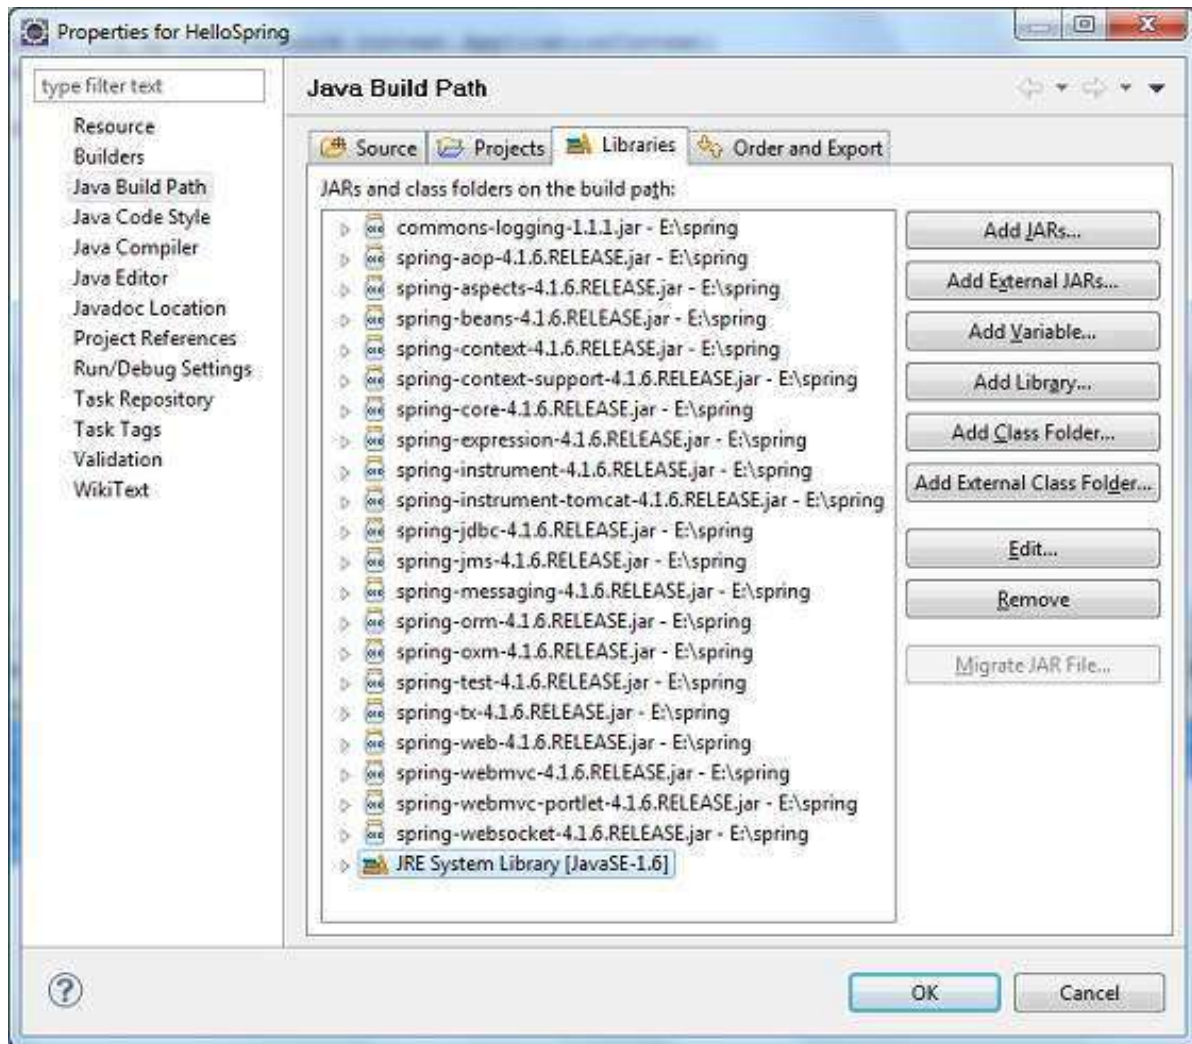 Properties for HelloSpring
type filter text
Resource
Builders
Java Build Path
Java Code Style
Java Compiler
Java Editor
Javadoc Location
Project References
Run/Debug Settings
Task Repository
Task Tags
Validation
WikiText
Java Build Path
Source Projects Libraries Order and Export
JARs and class folders on the build path:
commons-logging-1.1.1.jar - E:\spring
spring-aop-4.1.6.RELEASE.jar - E:\spring
spring-aspects-4.1.6.RELEASE.jar - E:\spring
spring-beans-4.1.6.RELEASE.jar - E:\spring
spring-context-4.1.6.RELEASE.jar - E:\spring
spring-context-support-4.1.6.RELEASE.jar - E:\spring
spring-core-4.1.6.RELEASE.jar - E:\spring
spring-expression-4.1.6.RELEASE.jar - E:\spring
spring-instrument-4.1.6.RELEASE.jar - E:\spring
spring-instrument-tomcat-4.1.6.RELEASE.jar - E:\spring
spring-jdbc-4.1.6.RELEASE.jar - E:\spring
spring-jms-4.1.6.RELEASE.jar - E:\spring
spring-messaging-4.1.6.RELEASE.jar - E:\spring
spring-orm-4.1.6.RELEASE.jar - E:\spring
spring-oxm-4.1.6.RELEASE.jar - E:\spring
spring-test-4.1.6.RELEASE.jar - E:\spring
spring-tx-4.1.6.RELEASE.jar - E:\spring
spring-web-4.1.6.RELEASE.jar - E:\spring
spring-webmvc-4.1.6.RELEASE.jar - E:\spring
spring-webmvc-portlet-4.1.6.RELEASE.jar - E:\spring
spring-websocket-4.1.6.RELEASE.jar - E:\spring
JRE System Library [JavaSE-1.6]
Add JARs...
Add External JARs...
Add Variable...
Add Library...
Add Class Folder...
Add External Class Folder...
Edit...
Remove
Migrate JAR File...
OK
Cancel